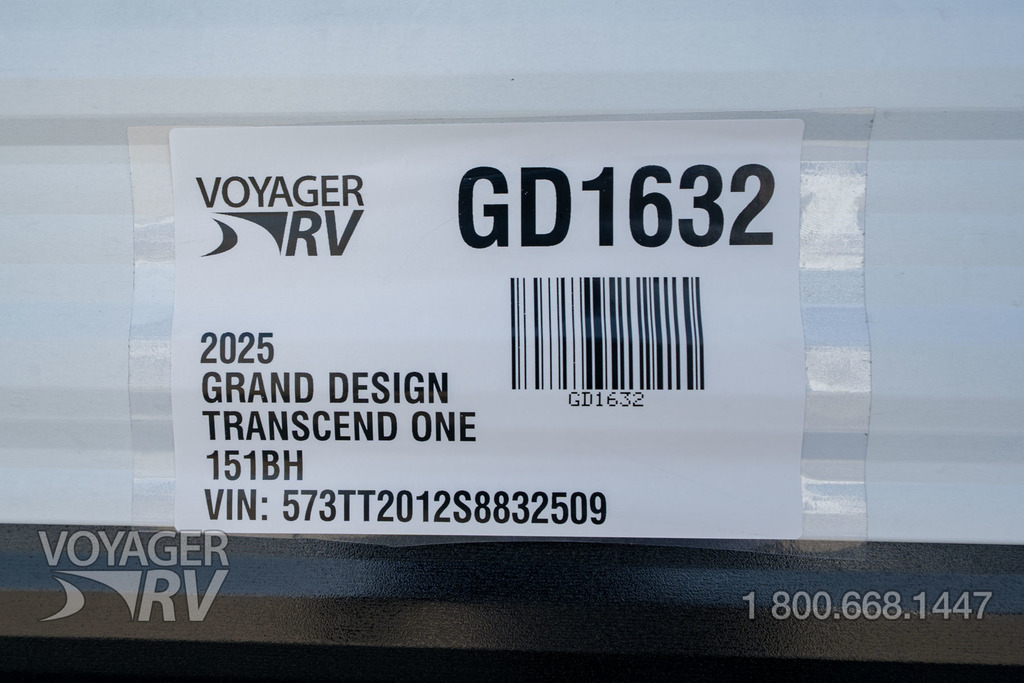 VOYAGER
RV
GD1632
GD1632
2025
GRAND DESIGN
TRANSCEND ONE
151BH
VIN: 573TT2012S8832509
VOYAGER
RV
1 800.668.1447